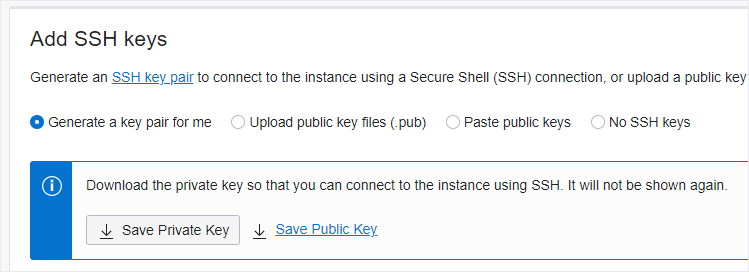 Add SSH keys
Generate an SSH key pair to connect to the instance using a Secure Shell (SSH) connection, or upload a public key
Generate a key pair for me Upload public key files (.pub) Paste public keys No SSH keys
Download the private key so that you can connect to the instance using SSH. It will not be shown again.
Save Private Key Save Public Key